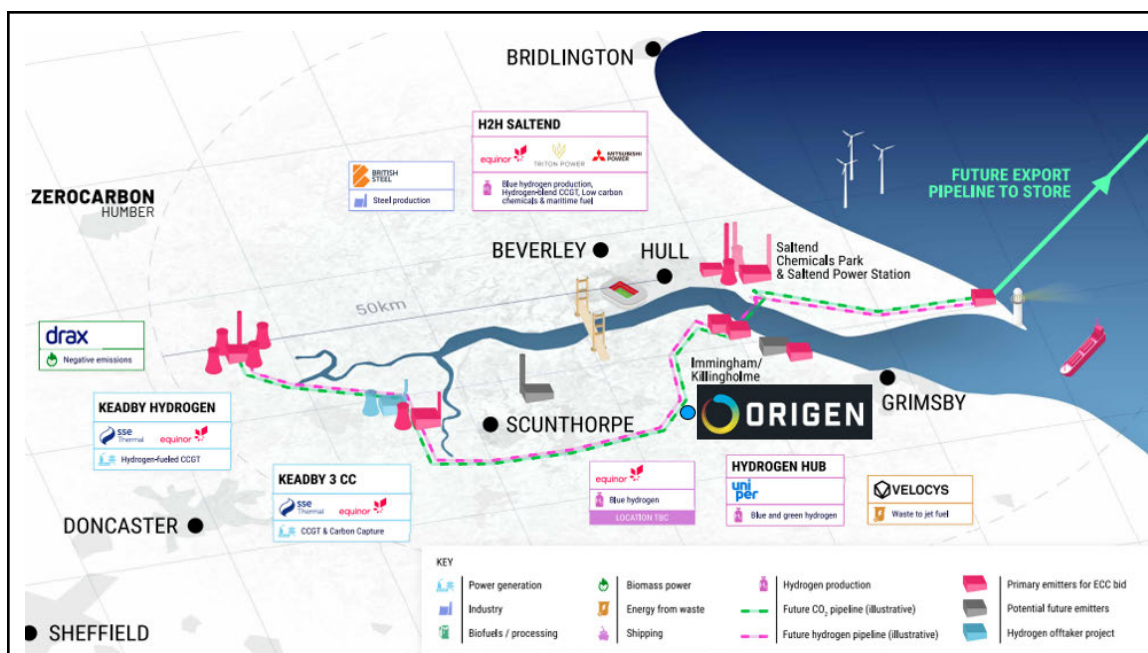 BRIDLINGTON
H2H SALTEND
equinor
TRITON POWER
MITSUBISHI
POWER
Blue hydrogen production,
Hydrogen-blend CCGT, Low carbon
chemicals & maritime fuel
BRITISH
STEEL
Steel production
ZEROCARBON
HUMBER
FUTURE EXPORT
PIPELINE TO STORE
BEVERLEY
HULL
Saltend
Chemicals Park
& Saltend Power Station
50km
drax
Negative emissions
Immingham/
Killingholme
KEADBY HYDROGEN
sse
Thermal
equinor
Hydrogen-fueled CCGT
SCUNTHORPE
ORIGEN
GRIMSBY
KEADBY 3 CC
sse
Thermal
equinor
CCGT & Carbon Capture
equinor
Blue hydrogen
LOCATION TBC
HYDROGEN HUB
uni
per
Blue and green hydrogen
VELOCYS
Waste to jet fuel
DONCASTER
SHEFFIELD
KEY
Power generation
Industry
Biofuels / processing
Biomass power
Energy from waste
Shipping
Hydrogen production
Future CO₂ pipeline (illustrative)
Future hydrogen pipeline (illustrative)
Primary emitters for ECC bid
Potential future emitters
Hydrogen offtaker project